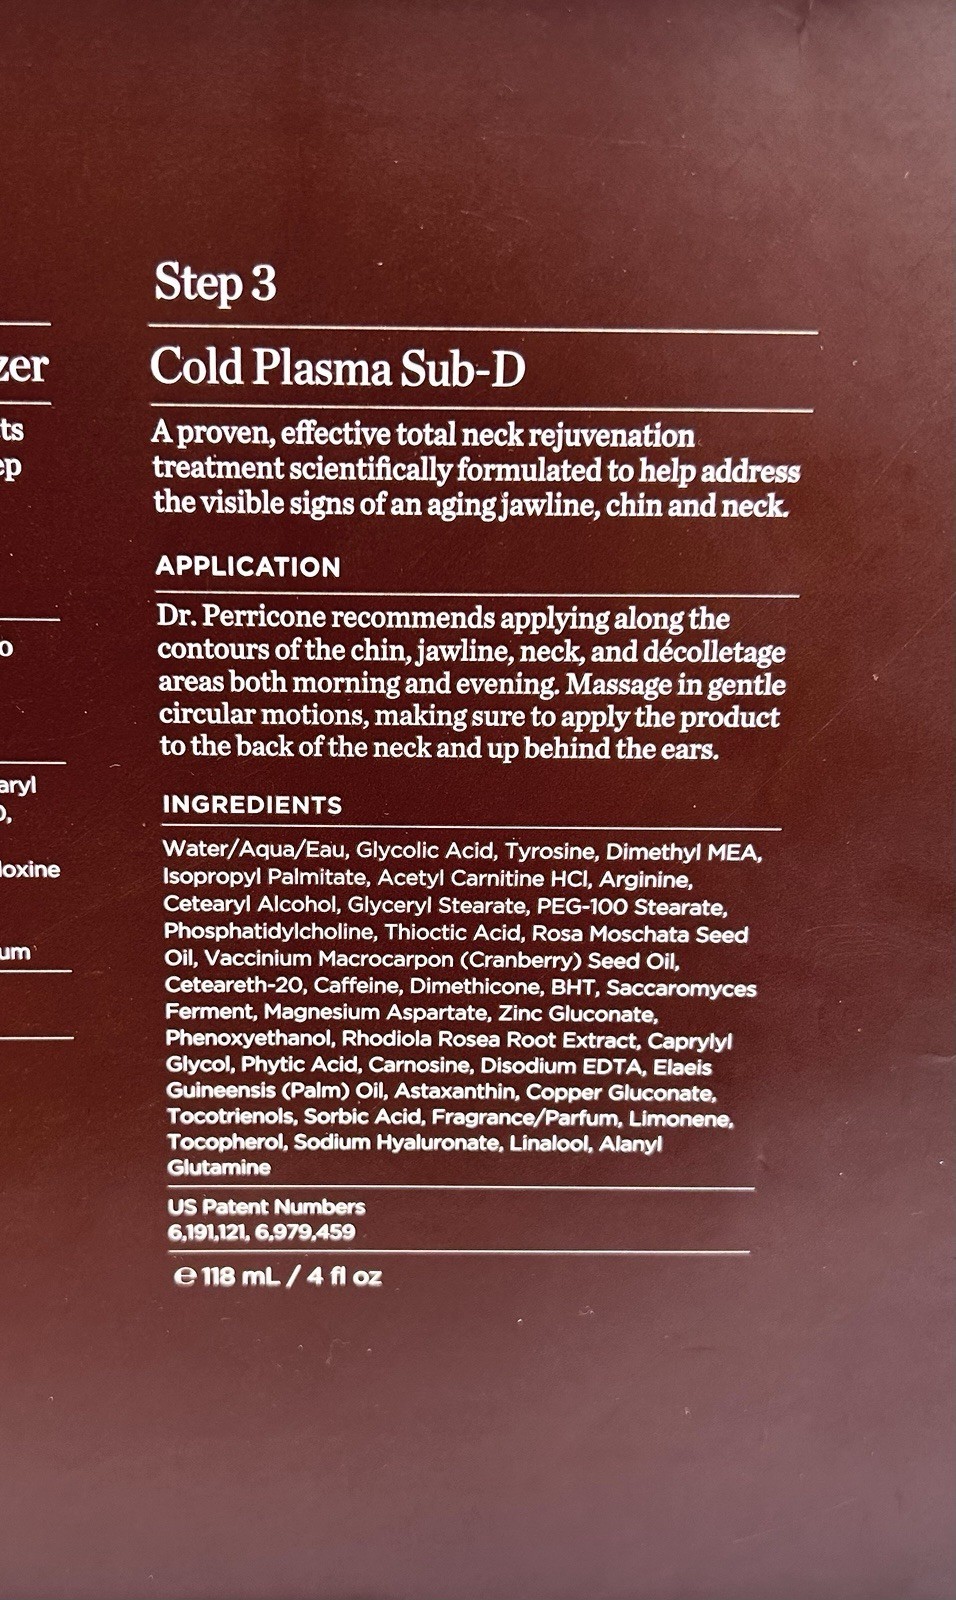 zer
ts
ep
o
aryl
O,
loxine
um
Step 3
Cold Plasma Sub-D
A proven, effective total neck rejuvenation
treatment scientifically formulated to help address
the visible signs of an aging jawline, chin and neck.
APPLICATION
Dr. Perricone recommends applying along the
contours of the chin, jawline, neck, and décolletage
areas both morning and evening. Massage in gentle
circular motions, making sure to apply the product
to the back of the neck and up behind the ears.
INGREDIENTS
Water/Aqua/Eau, Glycolic Acid, Tyrosine, Dimethyl MEA,
Isopropyl Palmitate, Acetyl Carnitine HCl, Arginine,
Cetearyl Alcohol, Glyceryl Stearate, PEG-100 Stearate,
Phosphatidylcholine, Thioctic Acid, Rosa Moschata Seed
Oil, Vaccinium Macrocarpon (Cranberry) Seed Oil,
Ceteareth-20, Caffeine, Dimethicone, BHT, Saccaromyces
Ferment, Magnesium Aspartate, Zinc Gluconate,
Phenoxyethanol, Rhodiola Rosea Root Extract, Caprylyl
Glycol, Phytic Acid, Carnosine, Disodium EDTA, Elaeis
Guineensis (Palm) Oil, Astaxanthin, Copper Gluconate,
Tocotrienols, Sorbic Acid, Fragrance/Parfum, Limonene,
Tocopherol, Sodium Hyaluronate, Linalool, Alanyl
Glutamine
US Patent Numbers
6,191,121, 6,979,459
℮ 118 mL / 4 fl oz